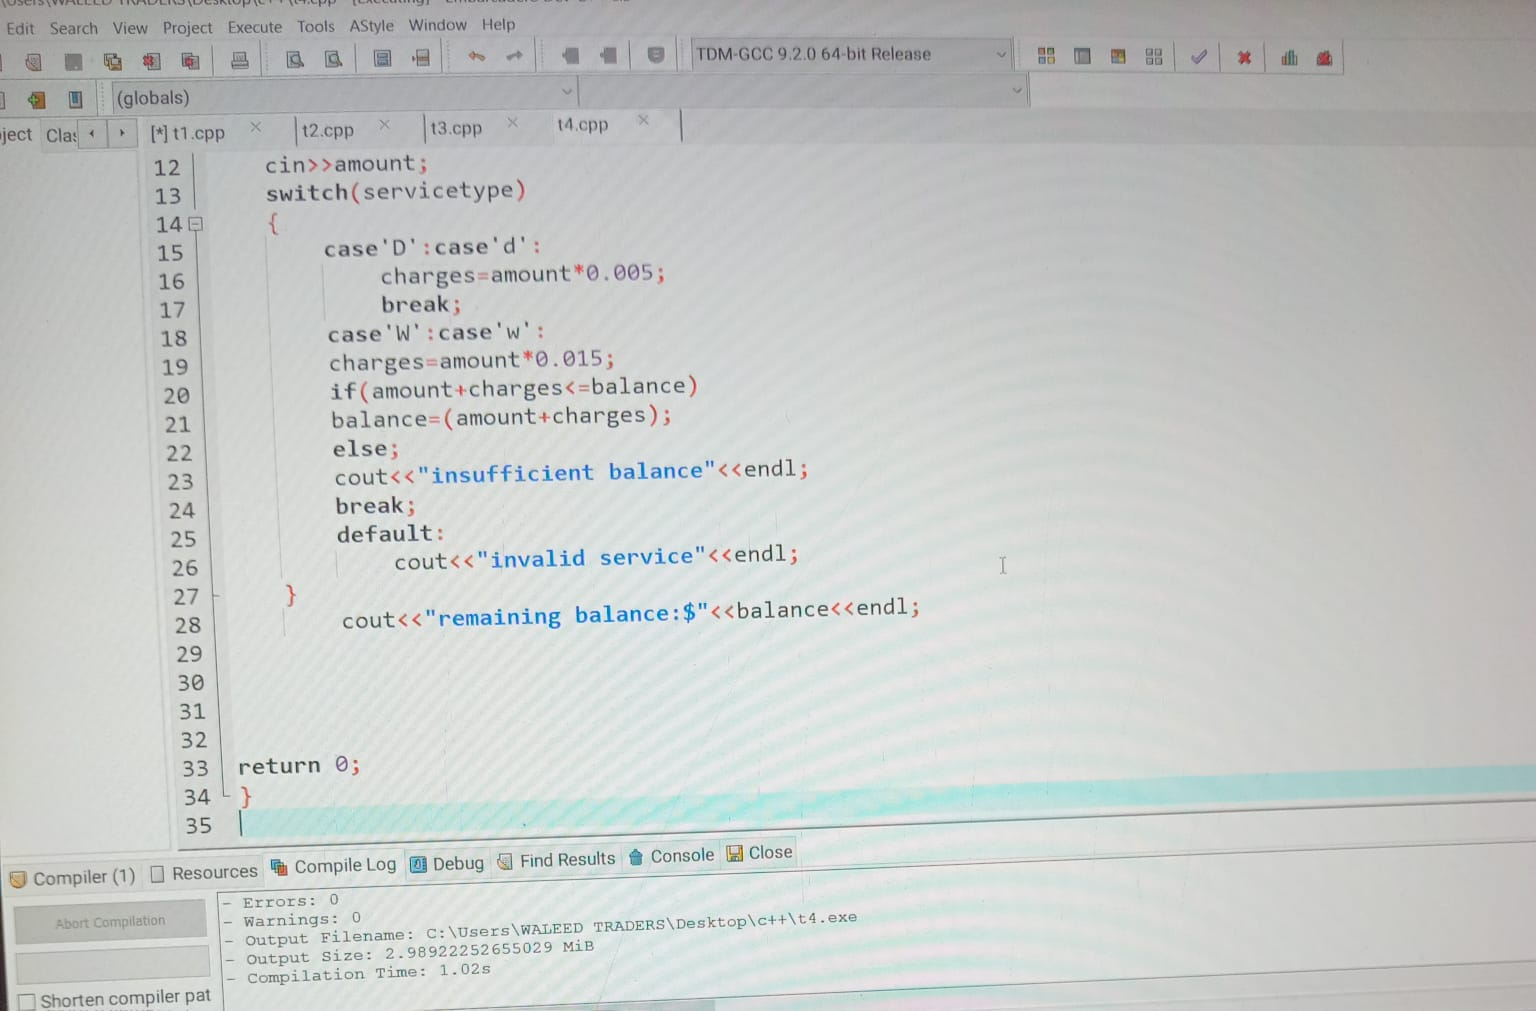 Edit Search View Project Execute Tools AStyle Window Help
TDM-GCC 9.2.0 64-bit Release
(globals)
ject Clas [*] t1.cpp t2.cpp t3.cpp t4.cpp
12 cin>>amount;
13 switch(servicetype)
14 {
15 case'D':case'd':
16 charges=amount*0.005;
17 break;
18 case'W':case'w':
19 charges=amount*0.015;
20 if(amount+charges<=balance)
21 balance=(amount+charges);
22 else;
23 cout<<"insufficient balance"<<endl;
24 break;
25 default:
26 cout<<"invalid service"<<endl;
27 }
28 cout<<"remaining balance:$"<<balance<<endl;
29
30
31
32
33 return 0;
34 }
35
Compiler (1) Resources Compile Log Debug Find Results Console Close
Abort Compilation
Shorten compiler pat
- Errors: 0
- Warnings: 0
- Output Filename: C:\Users\WALEED TRADERS\Desktop\c++\t4.exe
- Output Size: 2.98922252655029 MiB
- Compilation Time: 1.02s